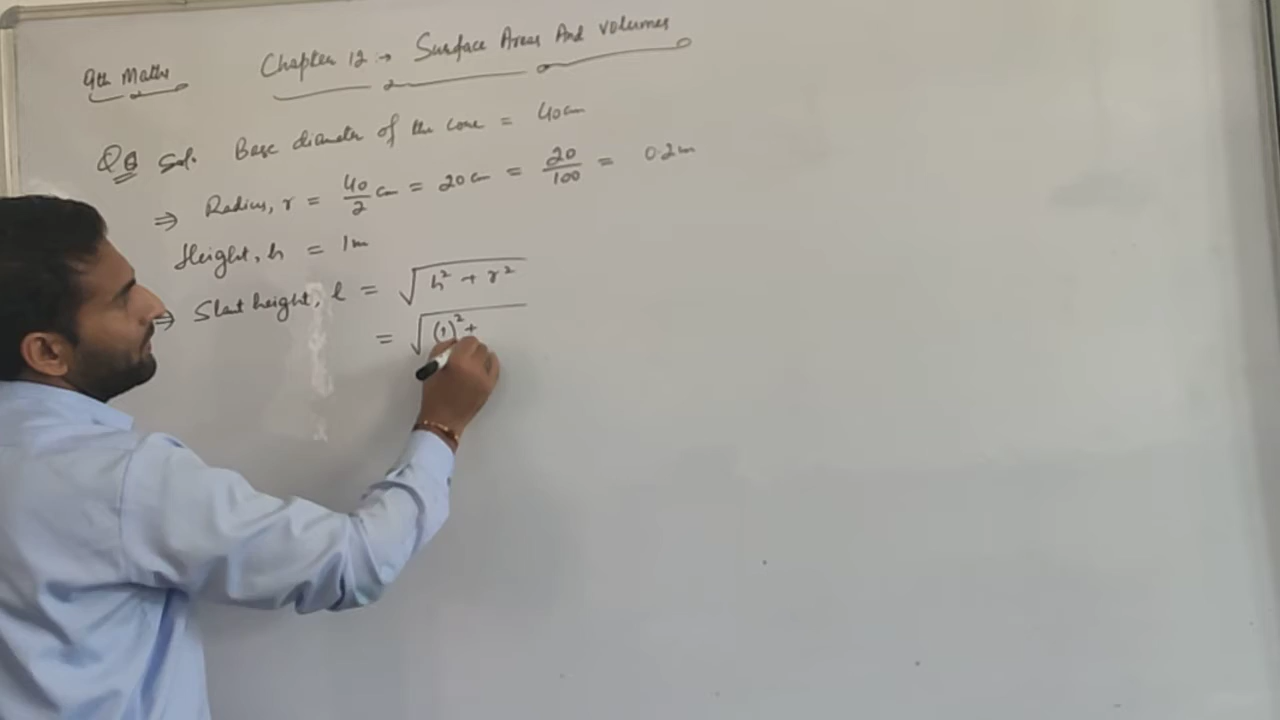 9th Maths
Chapter 12 :→ Surface Areas And Volumes
Q8 Sol. Base diameter of the cone = 40cm
⇒ Radius, r = 40/2 cm = 20cm = 20/100 = 0.2m
Height, h = 1m
⇒ Slant height, l = √(h² + r²)
= √((1)² +